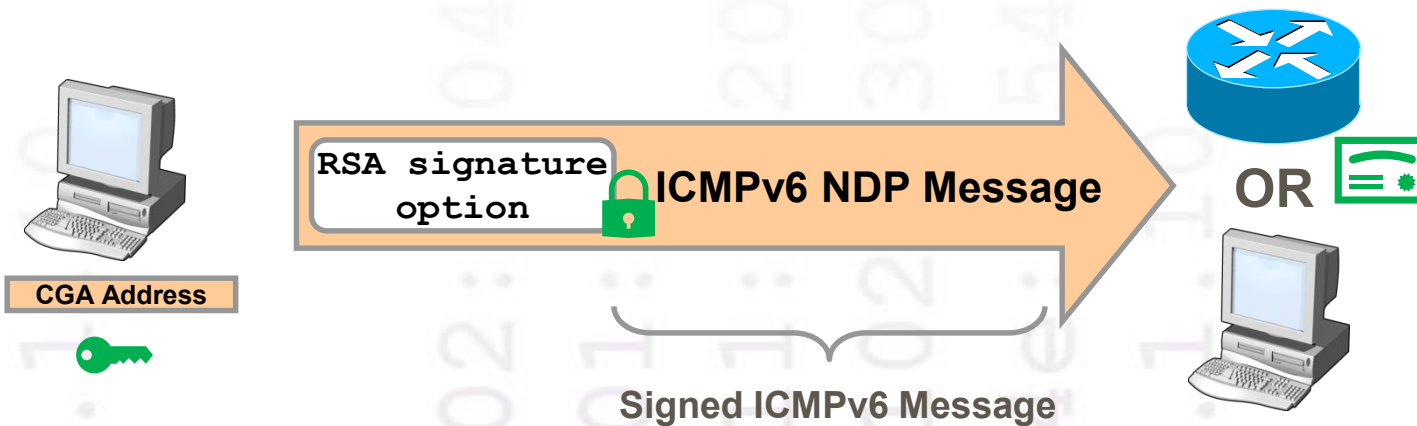 RSA signature
option
ICMPv6 NDP Message
OR
CGA Address
Signed ICMPv6 Message